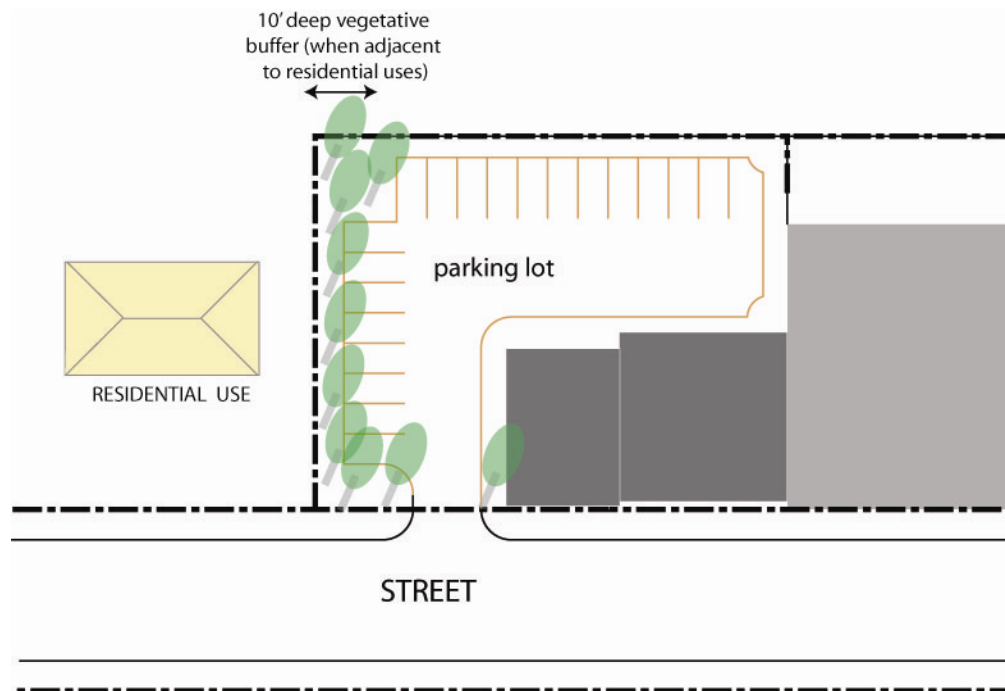 10’ deep vegetative
buffer (when adjacent
to residential uses)
parking lot
RESIDENTIAL USE
STREET